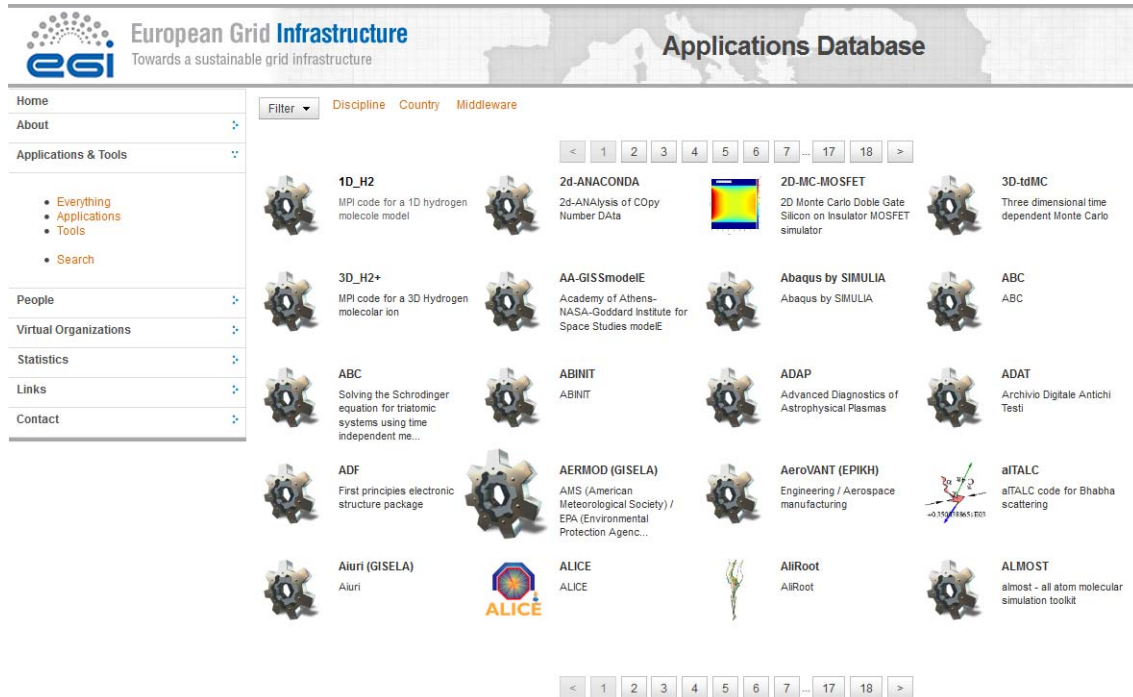 European Grid Infrastructure
Towards a sustainable grid infrastructure
egi
Applications Database
Home
About
Applications & Tools
Everything
Applications
Tools
Search
People
Virtual Organizations
Statistics
Links
Contact
Filter Discipline Country Middleware
< 1 2 3 4 5 6 7 ... 17 18 >
1D_H2
MPI code for a 1D hydrogen
molecole model
2d-ANACONDA
2d-ANAlysis of COpy
Number DAta
2D-MC-MOSFET
2D Monte Carlo Doble Gate
Silicon on Insulator MOSFET
simulator
3D-tdMC
Three dimensional time
dependent Monte Carlo
3D_H2+
MPI code for a 3D Hydrogen
molecolar ion
AA-GISSmodelE
Academy of Athens-
NASA-Goddard Institute for
Space Studies modelE
Abaqus by SIMULIA
Abaqus by SIMULIA
ABC
ABC
ABC
Solving the Schrodinger
equation for triatomic
systems using time
independent me...
ABINIT
ABINIT
ADAP
Advanced Diagnostics of
Astrophysical Plasmas
ADAT
Archivio Digitale Antichi
Testi
ADF
First principies electronic
structure package
AERMOD (GISELA)
AMS (American
Meteorological Society) /
EPA (Environmental
Protection Agenc...
AeroVANT (EPIKH)
Engineering / Aerospace
manufacturing
aITALC
aITALC code for Bhabha
scattering
Aiuri (GISELA)
Aiuri
ALICE
ALICE
ALICE
AliRoot
AliRoot
ALMOST
almost - all atom molecular
simulation toolkit
< 1 2 3 4 5 6 7 ... 17 18 >